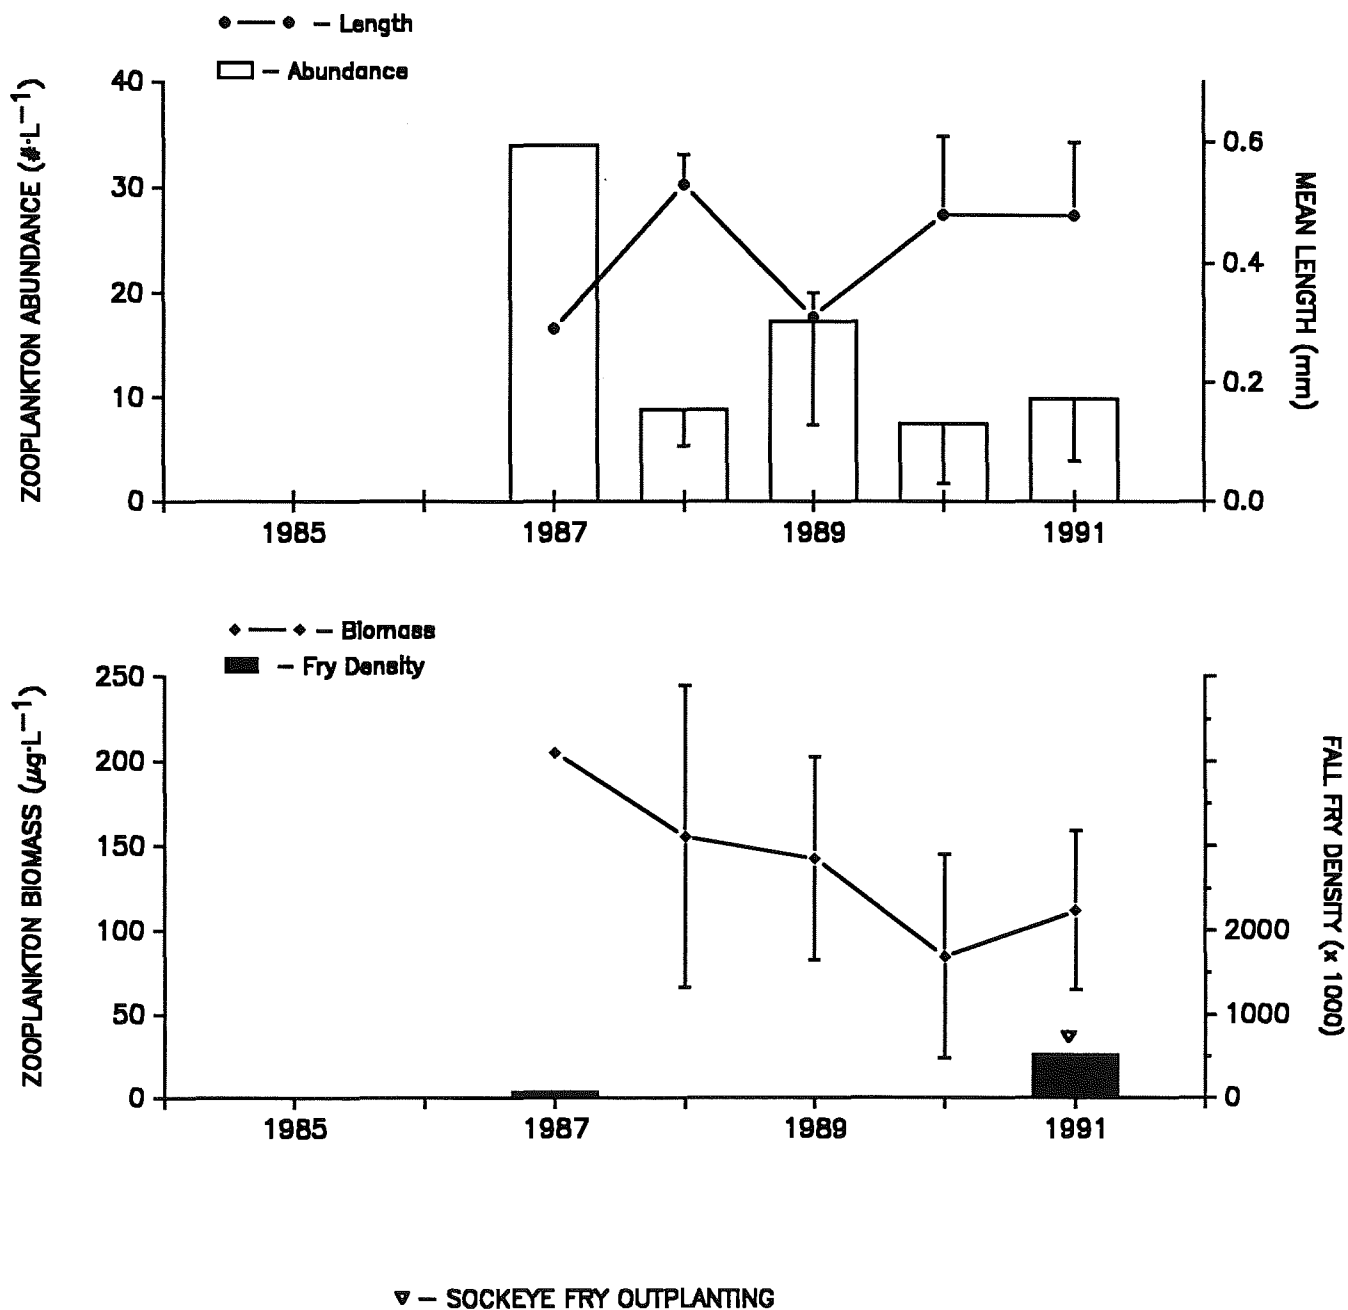 – Length
– Abundance
ZOOPLANKTON ABUNDANCE (#·L⁻¹)
40
30
20
10
0
0.6
0.4
0.2
0.0
MEAN LENGTH (mm)
1985 1987 1989 1991
– Biomass
– Fry Density
ZOOPLANKTON BIOMASS (µg·L⁻¹)
250
200
150
100
50
0
2000
1000
0
FALL FRY DENSITY (x 1000)
1985 1987 1989 1991
▽ – SOCKEYE FRY OUTPLANTING